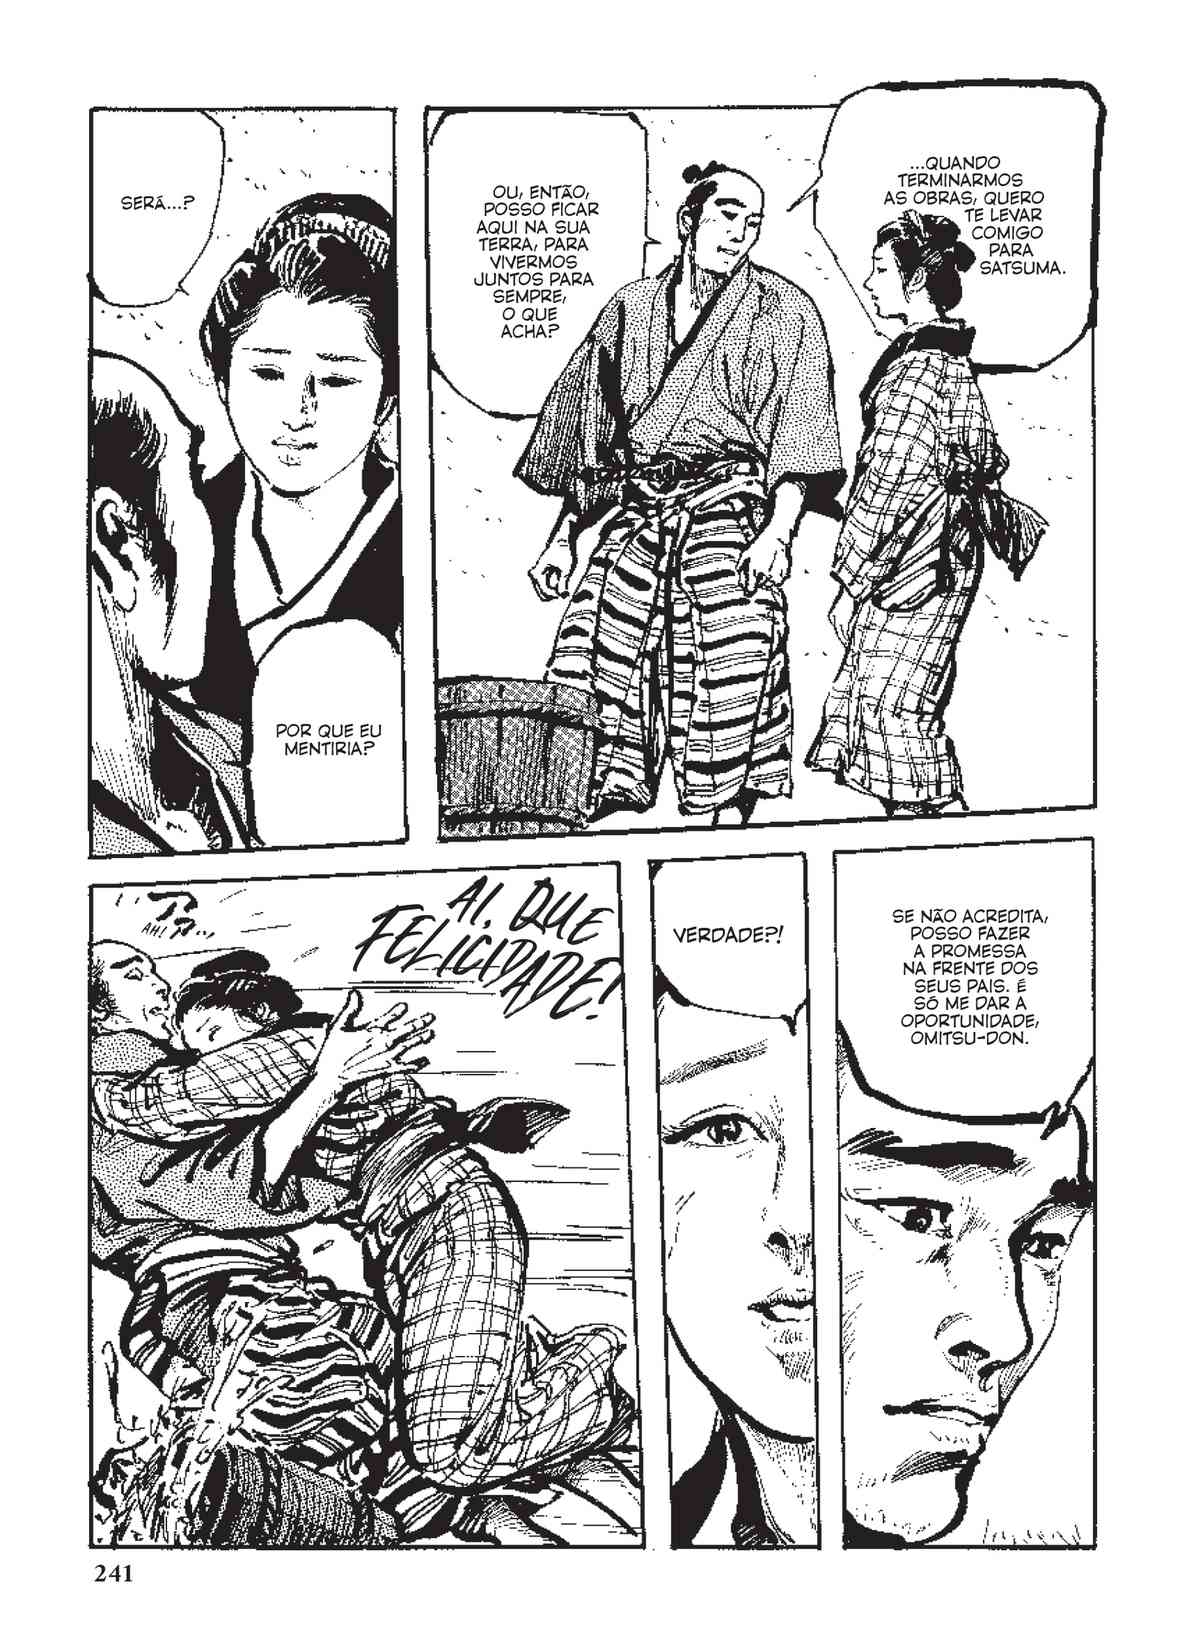 ...QUANDO
TERMINARMOS
AS OBRAS, QUERO
TE LEVAR
COMIGO
PARA
SATSUMA.
OU, ENTÃO,
POSSO FICAR
AQUI NA SUA
TERRA, PARA
VIVERMOS
JUNTOS PARA
SEMPRE,
O QUE
ACHA?
SERÁ...?
POR QUE EU
MENTIRIA?
SE NÃO ACREDITA,
POSSO FAZER
A PROMESSA
NA FRENTE DOS
SEUS PAIS. É
SÓ ME DAR A
OPORTUNIDADE,
OMITSU-DON.
VERDADE?!
AI, QUE
FELICIDADE!
AH!
241